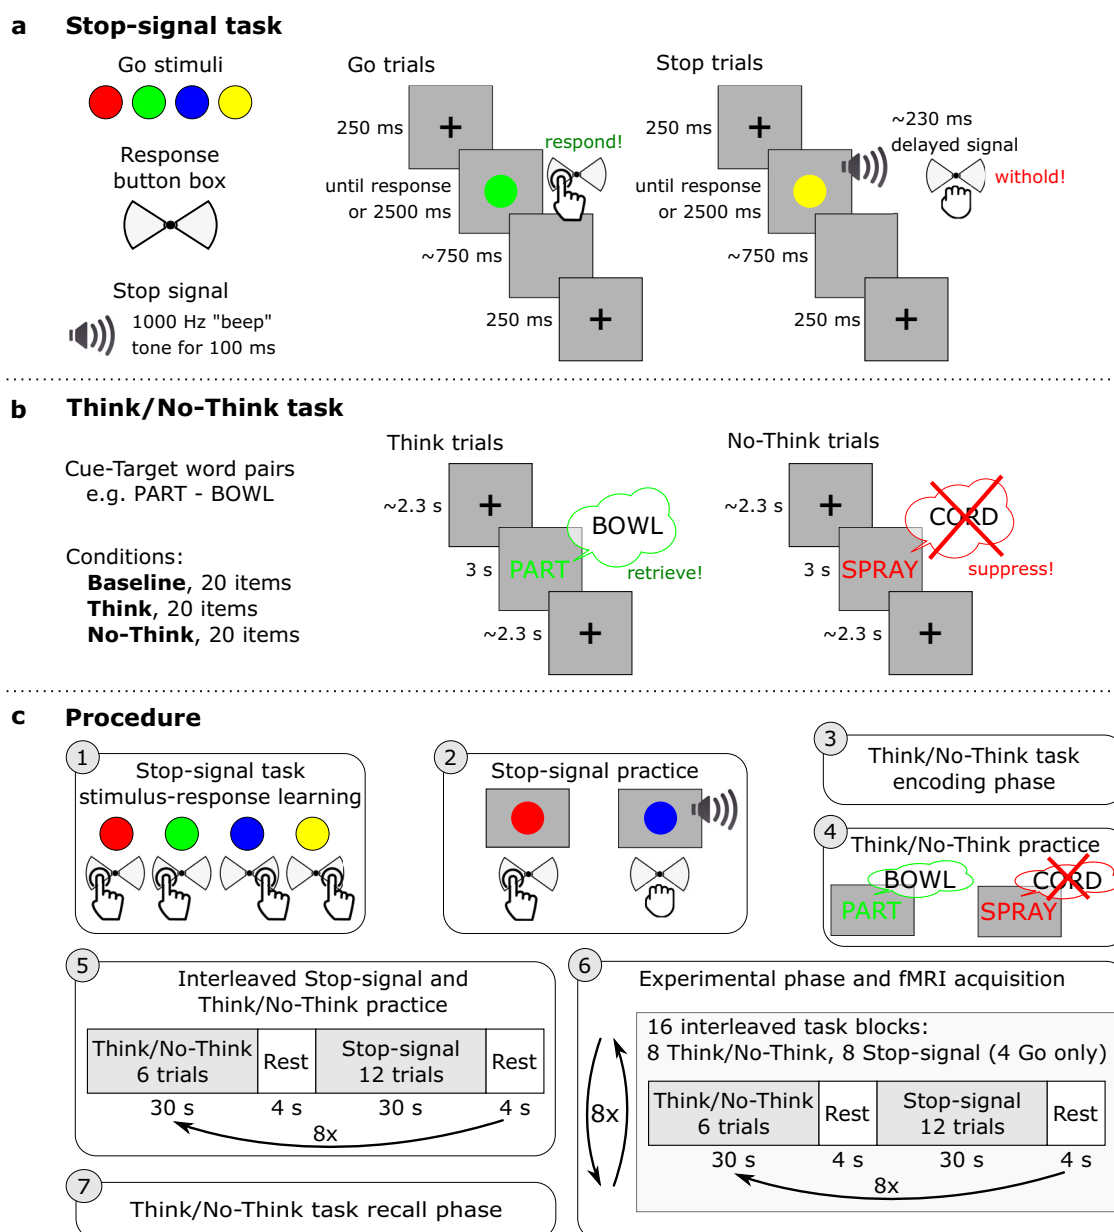 a Stop-signal task
Go stimuli
Response
button box
Stop signal
1000 Hz "beep"
tone for 100 ms
Go trials
250 ms
respond!
until response
or 2500 ms
~750 ms
250 ms
Stop trials
250 ms
~230 ms
delayed signal
withold!
until response
or 2500 ms
~750 ms
250 ms
b Think/No-Think task
Cue-Target word pairs
e.g. PART - BOWL
Conditions:
Baseline, 20 items
Think, 20 items
No-Think, 20 items
Think trials
~2.3 s
BOWL
3 s
PART
retrieve!
~2.3 s
No-Think trials
~2.3 s
CORD
3 s
SPRAY
suppress!
~2.3 s
c Procedure
1
Stop-signal task
stimulus-response learning
2
Stop-signal practice
3
Think/No-Think task
encoding phase
4
Think/No-Think practice
BOWL
PART
CORD
SPRAY
5
Interleaved Stop-signal and
Think/No-Think practice
Think/No-Think
6 trials
Rest
Stop-signal
12 trials
Rest
30 s
4 s
30 s
4 s
8x
6
Experimental phase and fMRI acquisition
16 interleaved task blocks:
8 Think/No-Think, 8 Stop-signal (4 Go only)
8x
Think/No-Think
6 trials
Rest
Stop-signal
12 trials
Rest
30 s
4 s
30 s
4 s
8x
7
Think/No-Think task recall phase